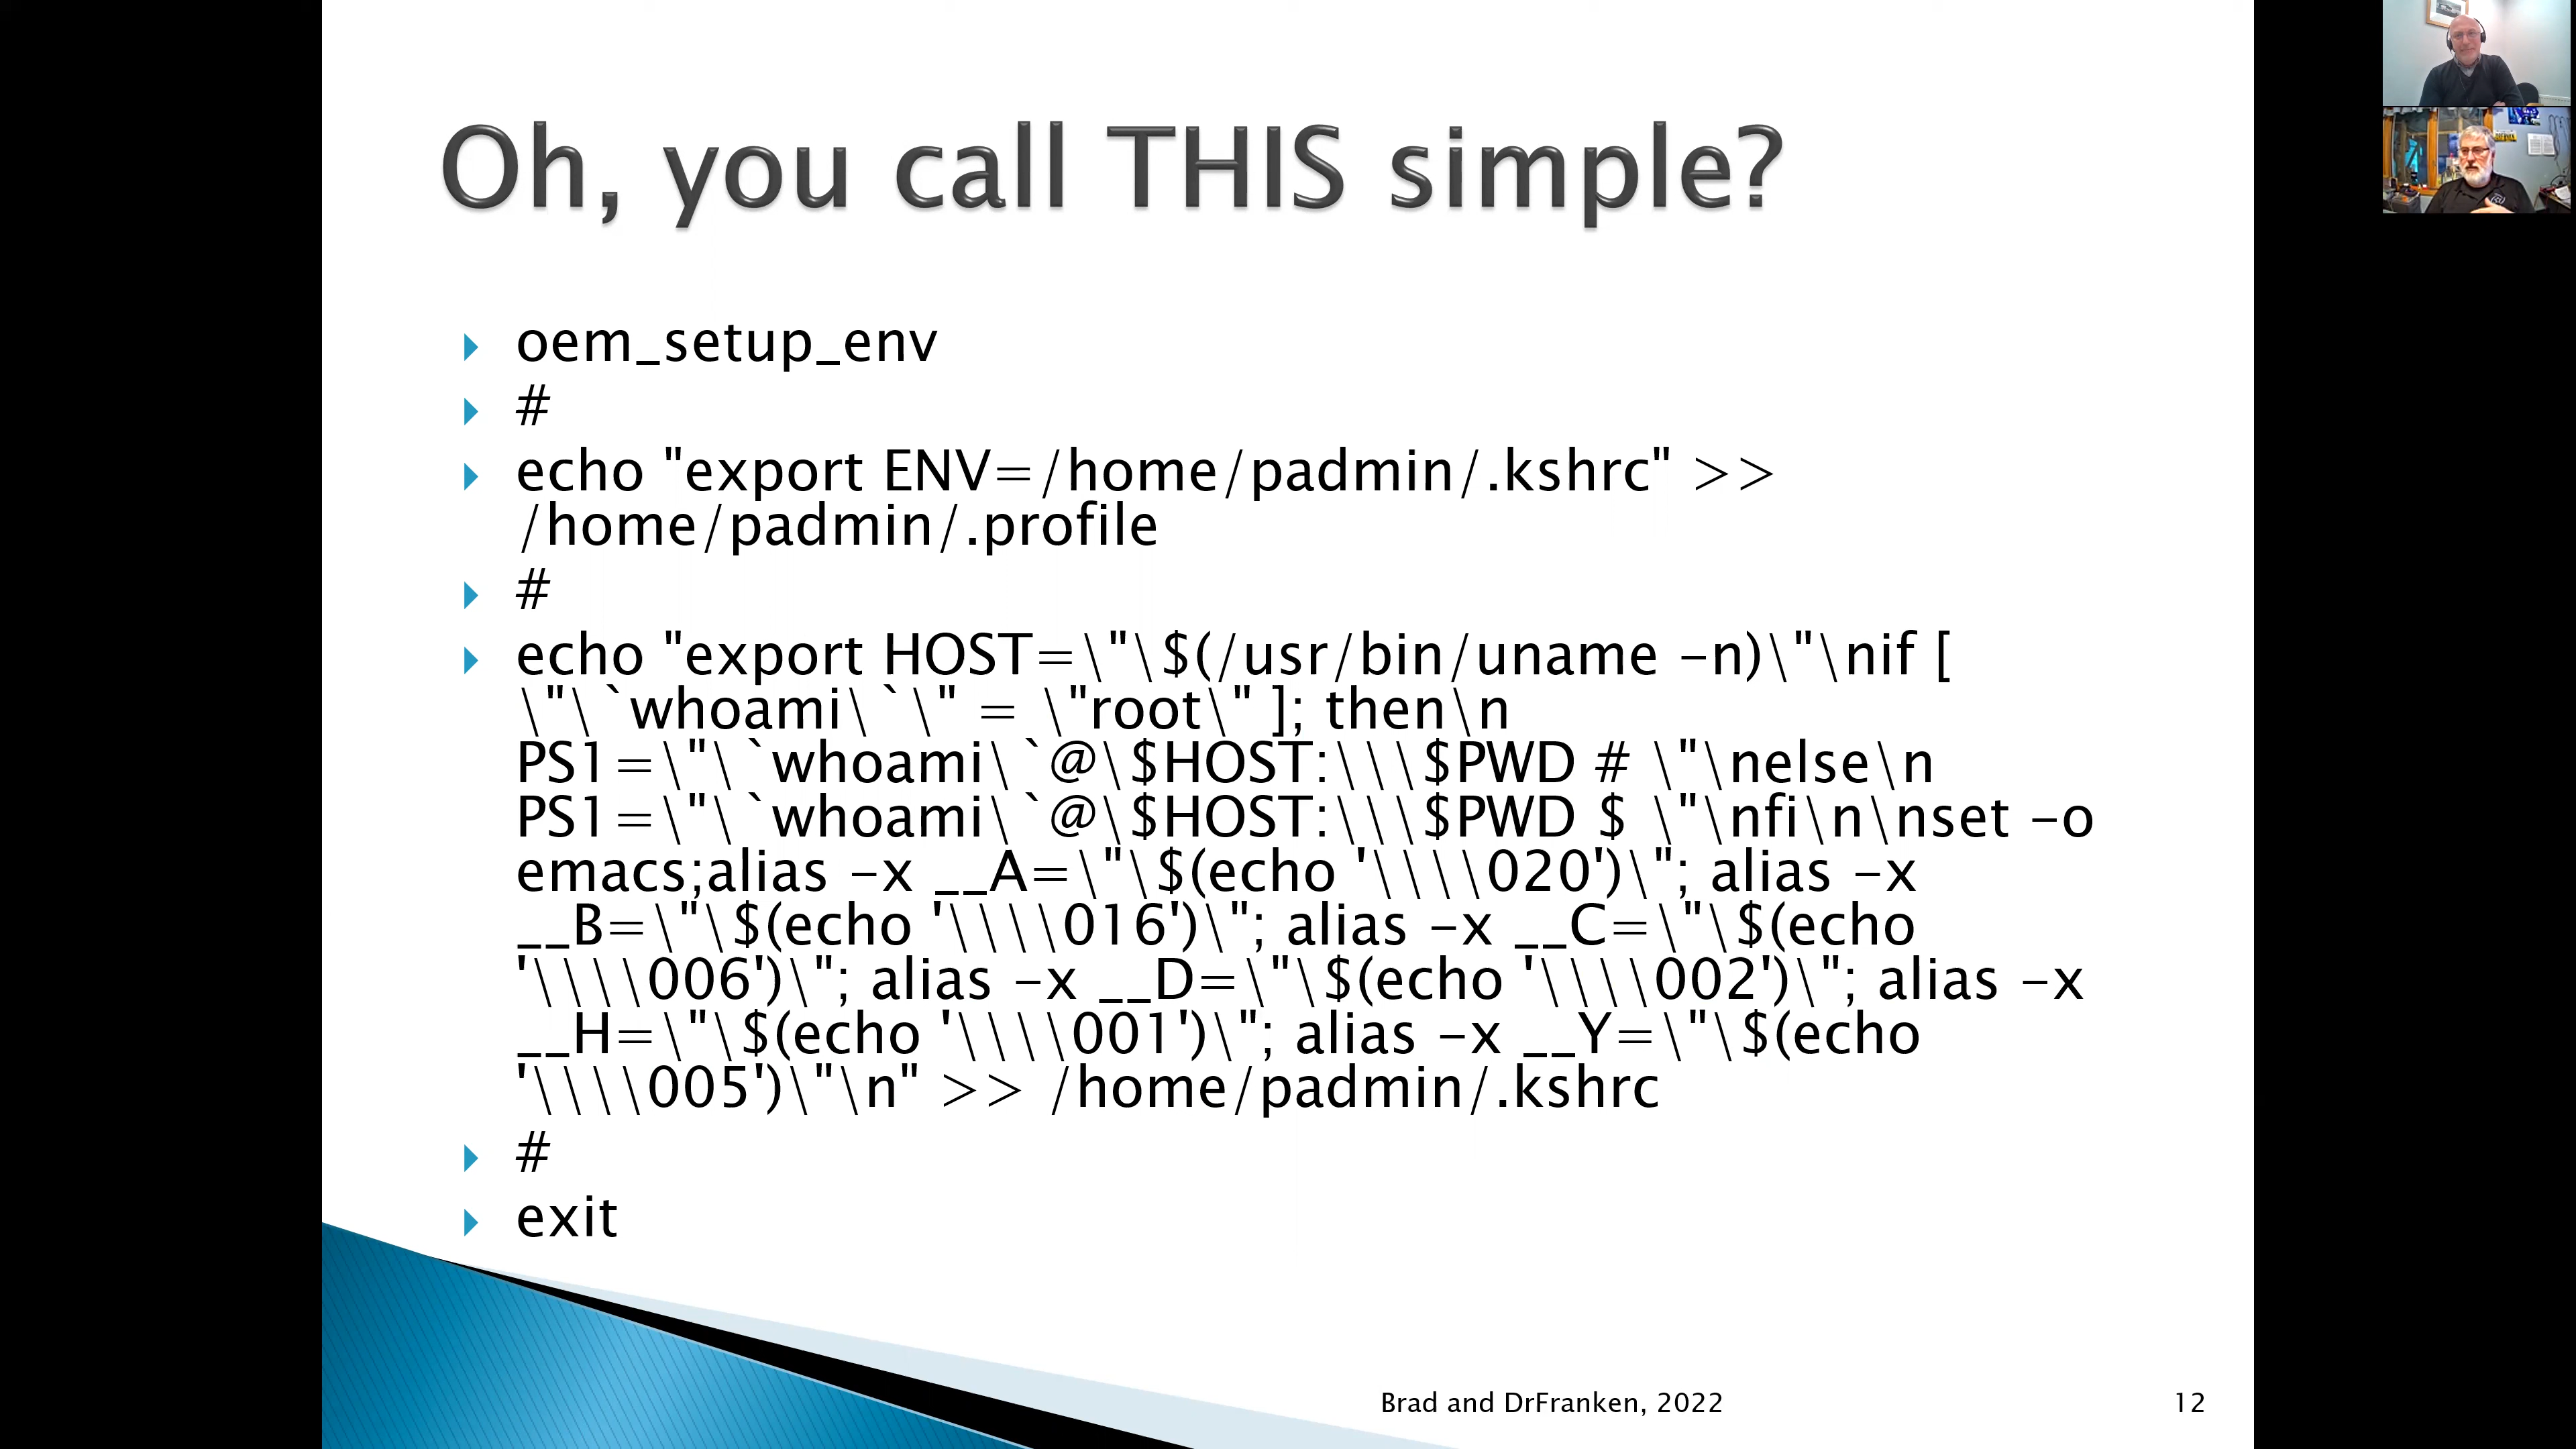 Oh, you call THIS simple?
oem_setup_env
#
echo "export ENV=/home/padmin/.kshrc" >>
/home/padmin/.profile
#
echo "export HOST=\"\$(/usr/bin/uname -n)\"\nif [
\"\`whoami\`\" = \"root\" ]; then\n
PS1=\"\`whoami\`@\$HOST:\\\$PWD # \"\nelse\n
PS1=\"\`whoami\`@\$HOST:\\\$PWD $ \"\nfi\n\nset -o
emacs;alias -x __A=\"\$(echo '\\\\020')\"; alias -x
__B=\"\$(echo '\\\\016')\"; alias -x __C=\"\$(echo
'\\\\006')\"; alias -x __D=\"\$(echo '\\\\002')\"; alias -x
__H=\"\$(echo '\\\\001')\"; alias -x __Y=\"\$(echo
'\\\\005')\"\n" >> /home/padmin/.kshrc
#
exit
Brad and DrFranken, 2022
12